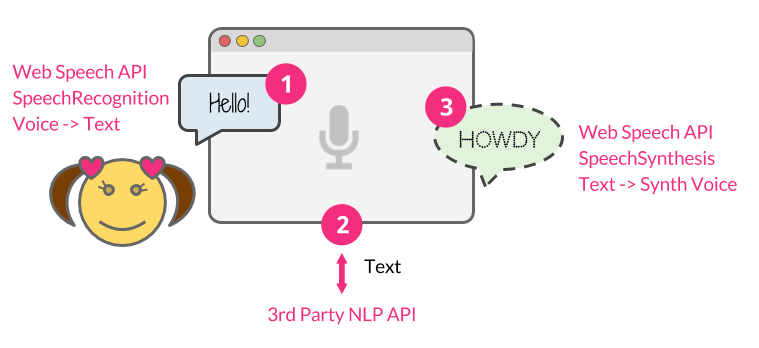 Web Speech API
SpeechRecognition
Voice -> Text
Hello!
1
3
HOWDY
Web Speech API
SpeechSynthesis
Text -> Synth Voice
2
Text
3rd Party NLP API